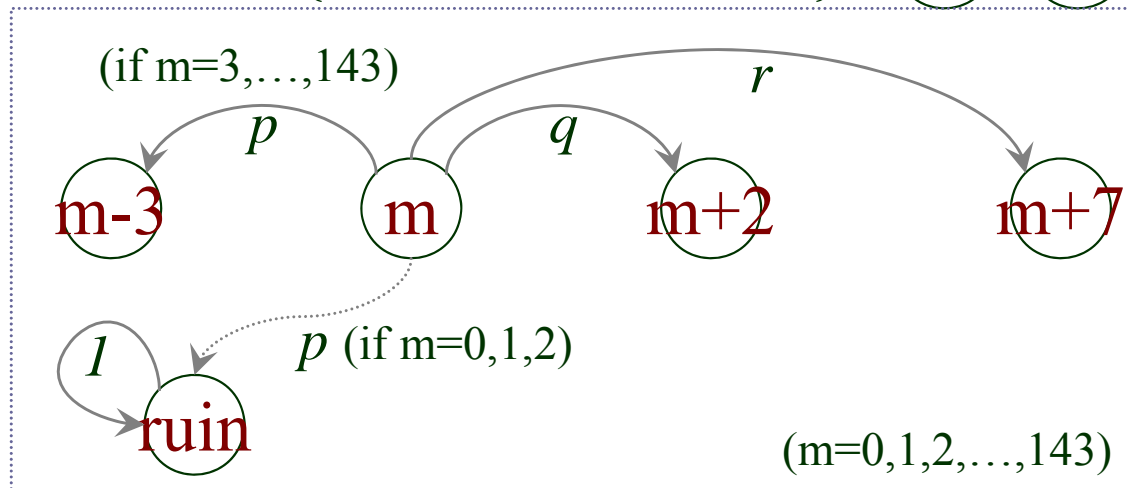 (if m=3,…,143)
r
p
q
m-3
m
m+2
m+7
p (if m=0,1,2)
1
ruin
(m=0,1,2,…,143)